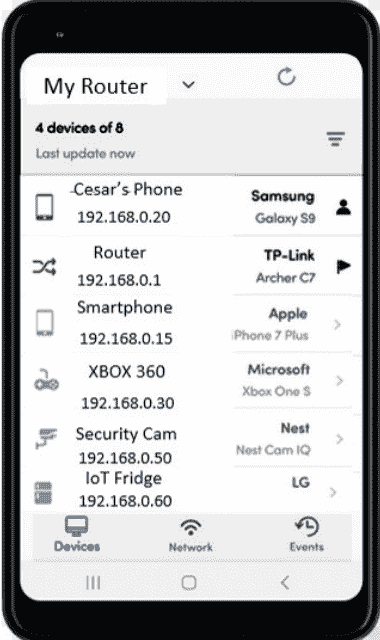 My Router
4 devices of 8
Last update now
Cesar's Phone
Samsung
192.168.0.20
Galaxy S9
Router
TP-Link
192.168.0.1
Archer C7
Smartphone
Apple
192.168.0.15
iPhone 7 Plus
XBOX 360
Microsoft
192.168.0.30
Xbox One S
Security Cam
Nest
192.168.0.50
Nest Cam IQ
IoT Fridge
LG
192.168.0.60
Devices
Network
Events